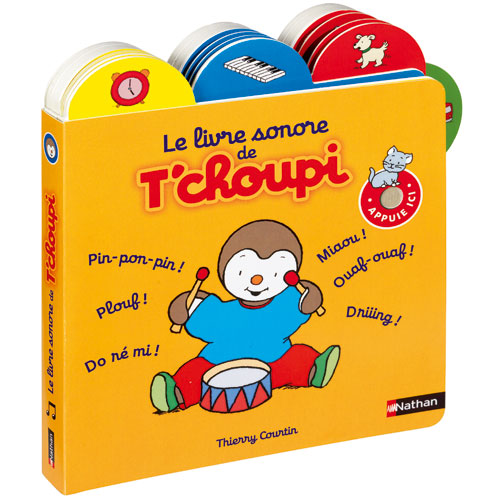 Le livre sonore
de
T'choupi
APPUIE ICI
Pin-pon-pin !
Plouf !
Do ré mi !
Miaou !
Ouaf-ouaf !
Driiing !
Thierry Courtin
Nathan
Le livre sonore de T'choupi